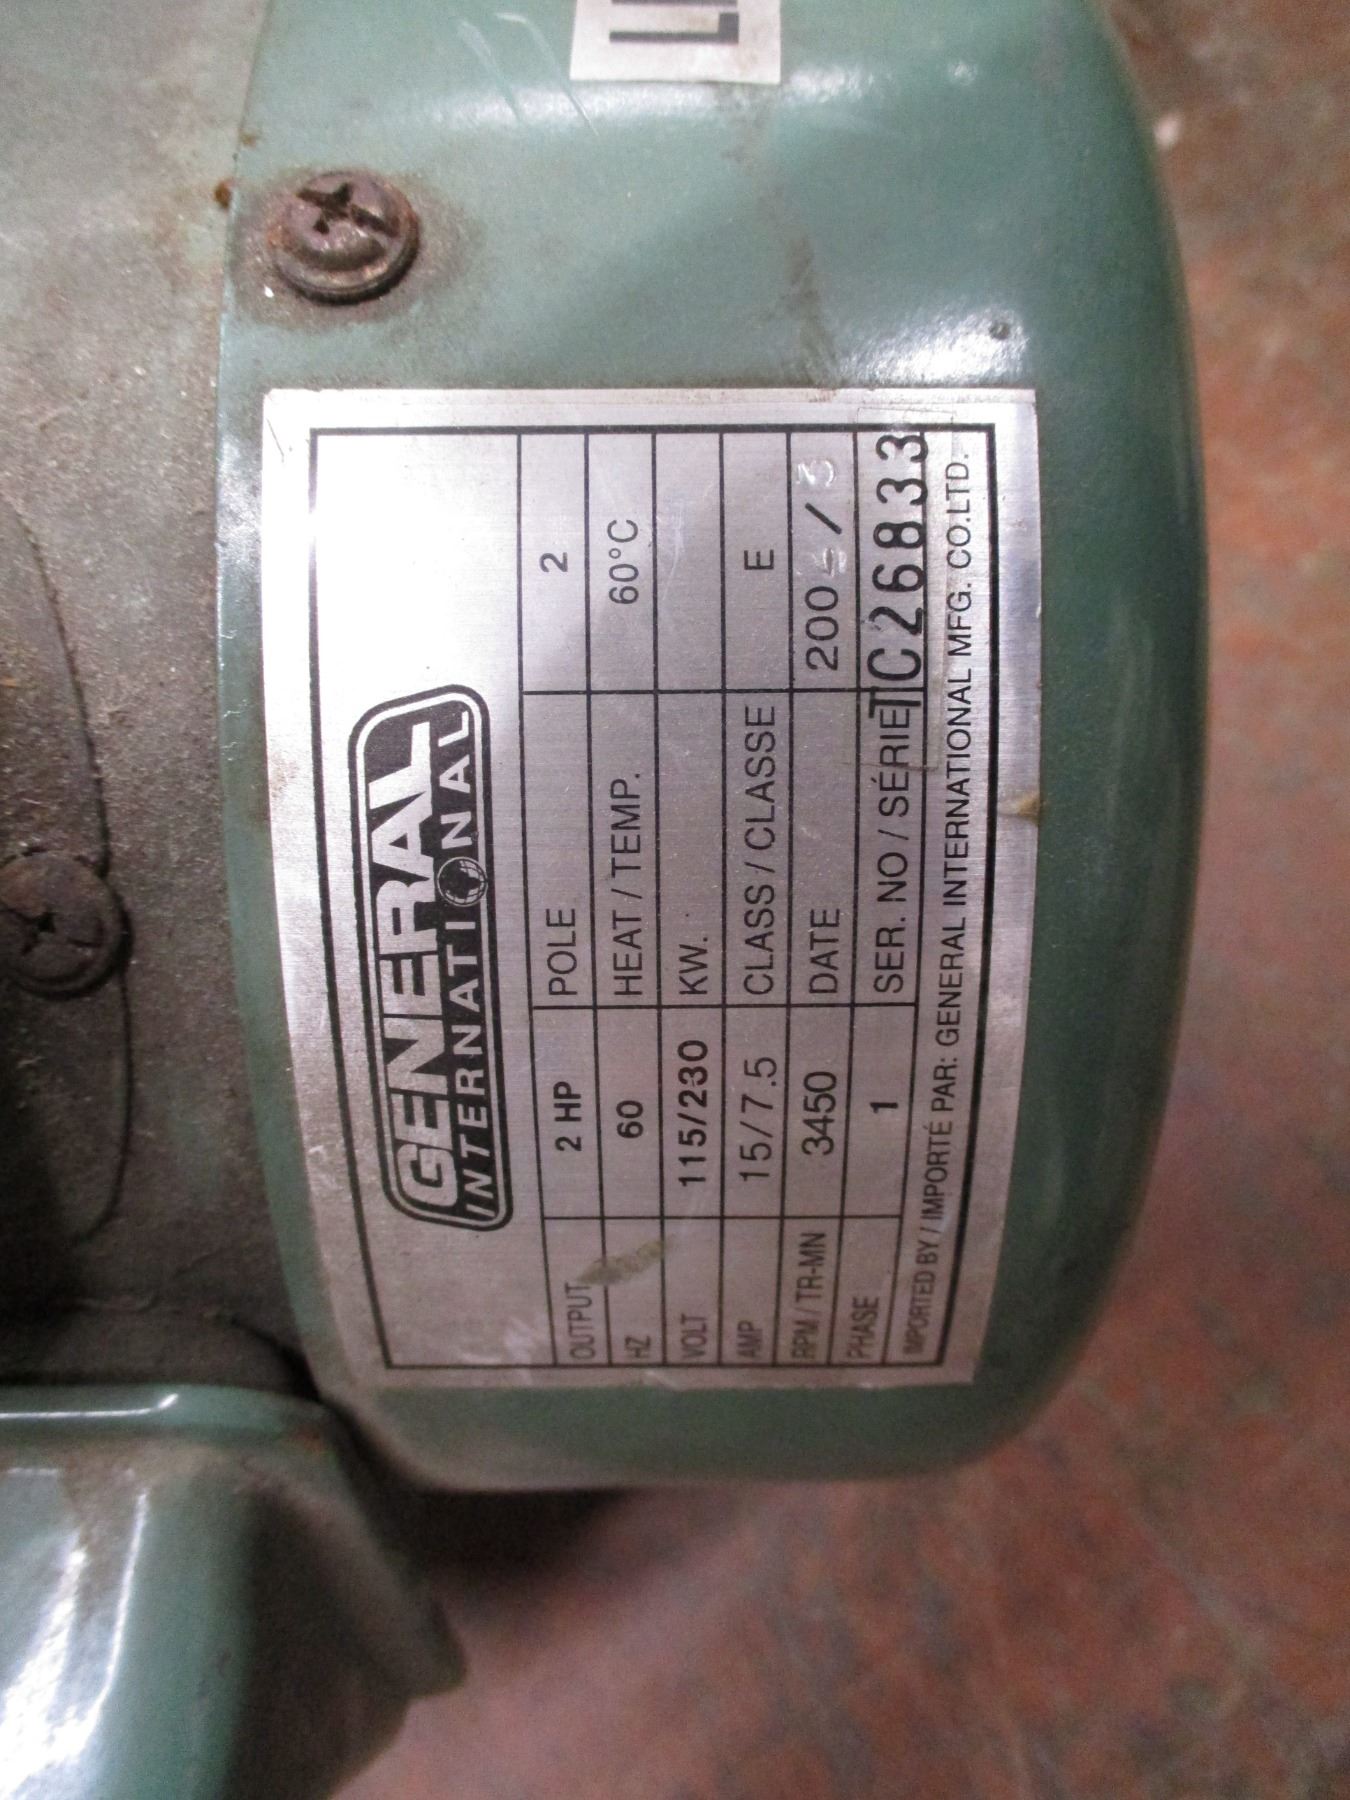 GENERAL
INTERNATIONAL
OUTPUT 2 HP POLE 2
HZ 60 HEAT / TEMP. 60°C
VOLT 115/230 KW.
AMP 15/7.5 CLASS / CLASSE E
RPM / TR-MN 3450 DATE
PHASE 1 SER. NO / SÉRIE TC26833
IMPORTED BY / IMPORTÉ PAR: GENERAL INTERNATIONAL MFG. CO.LTD.